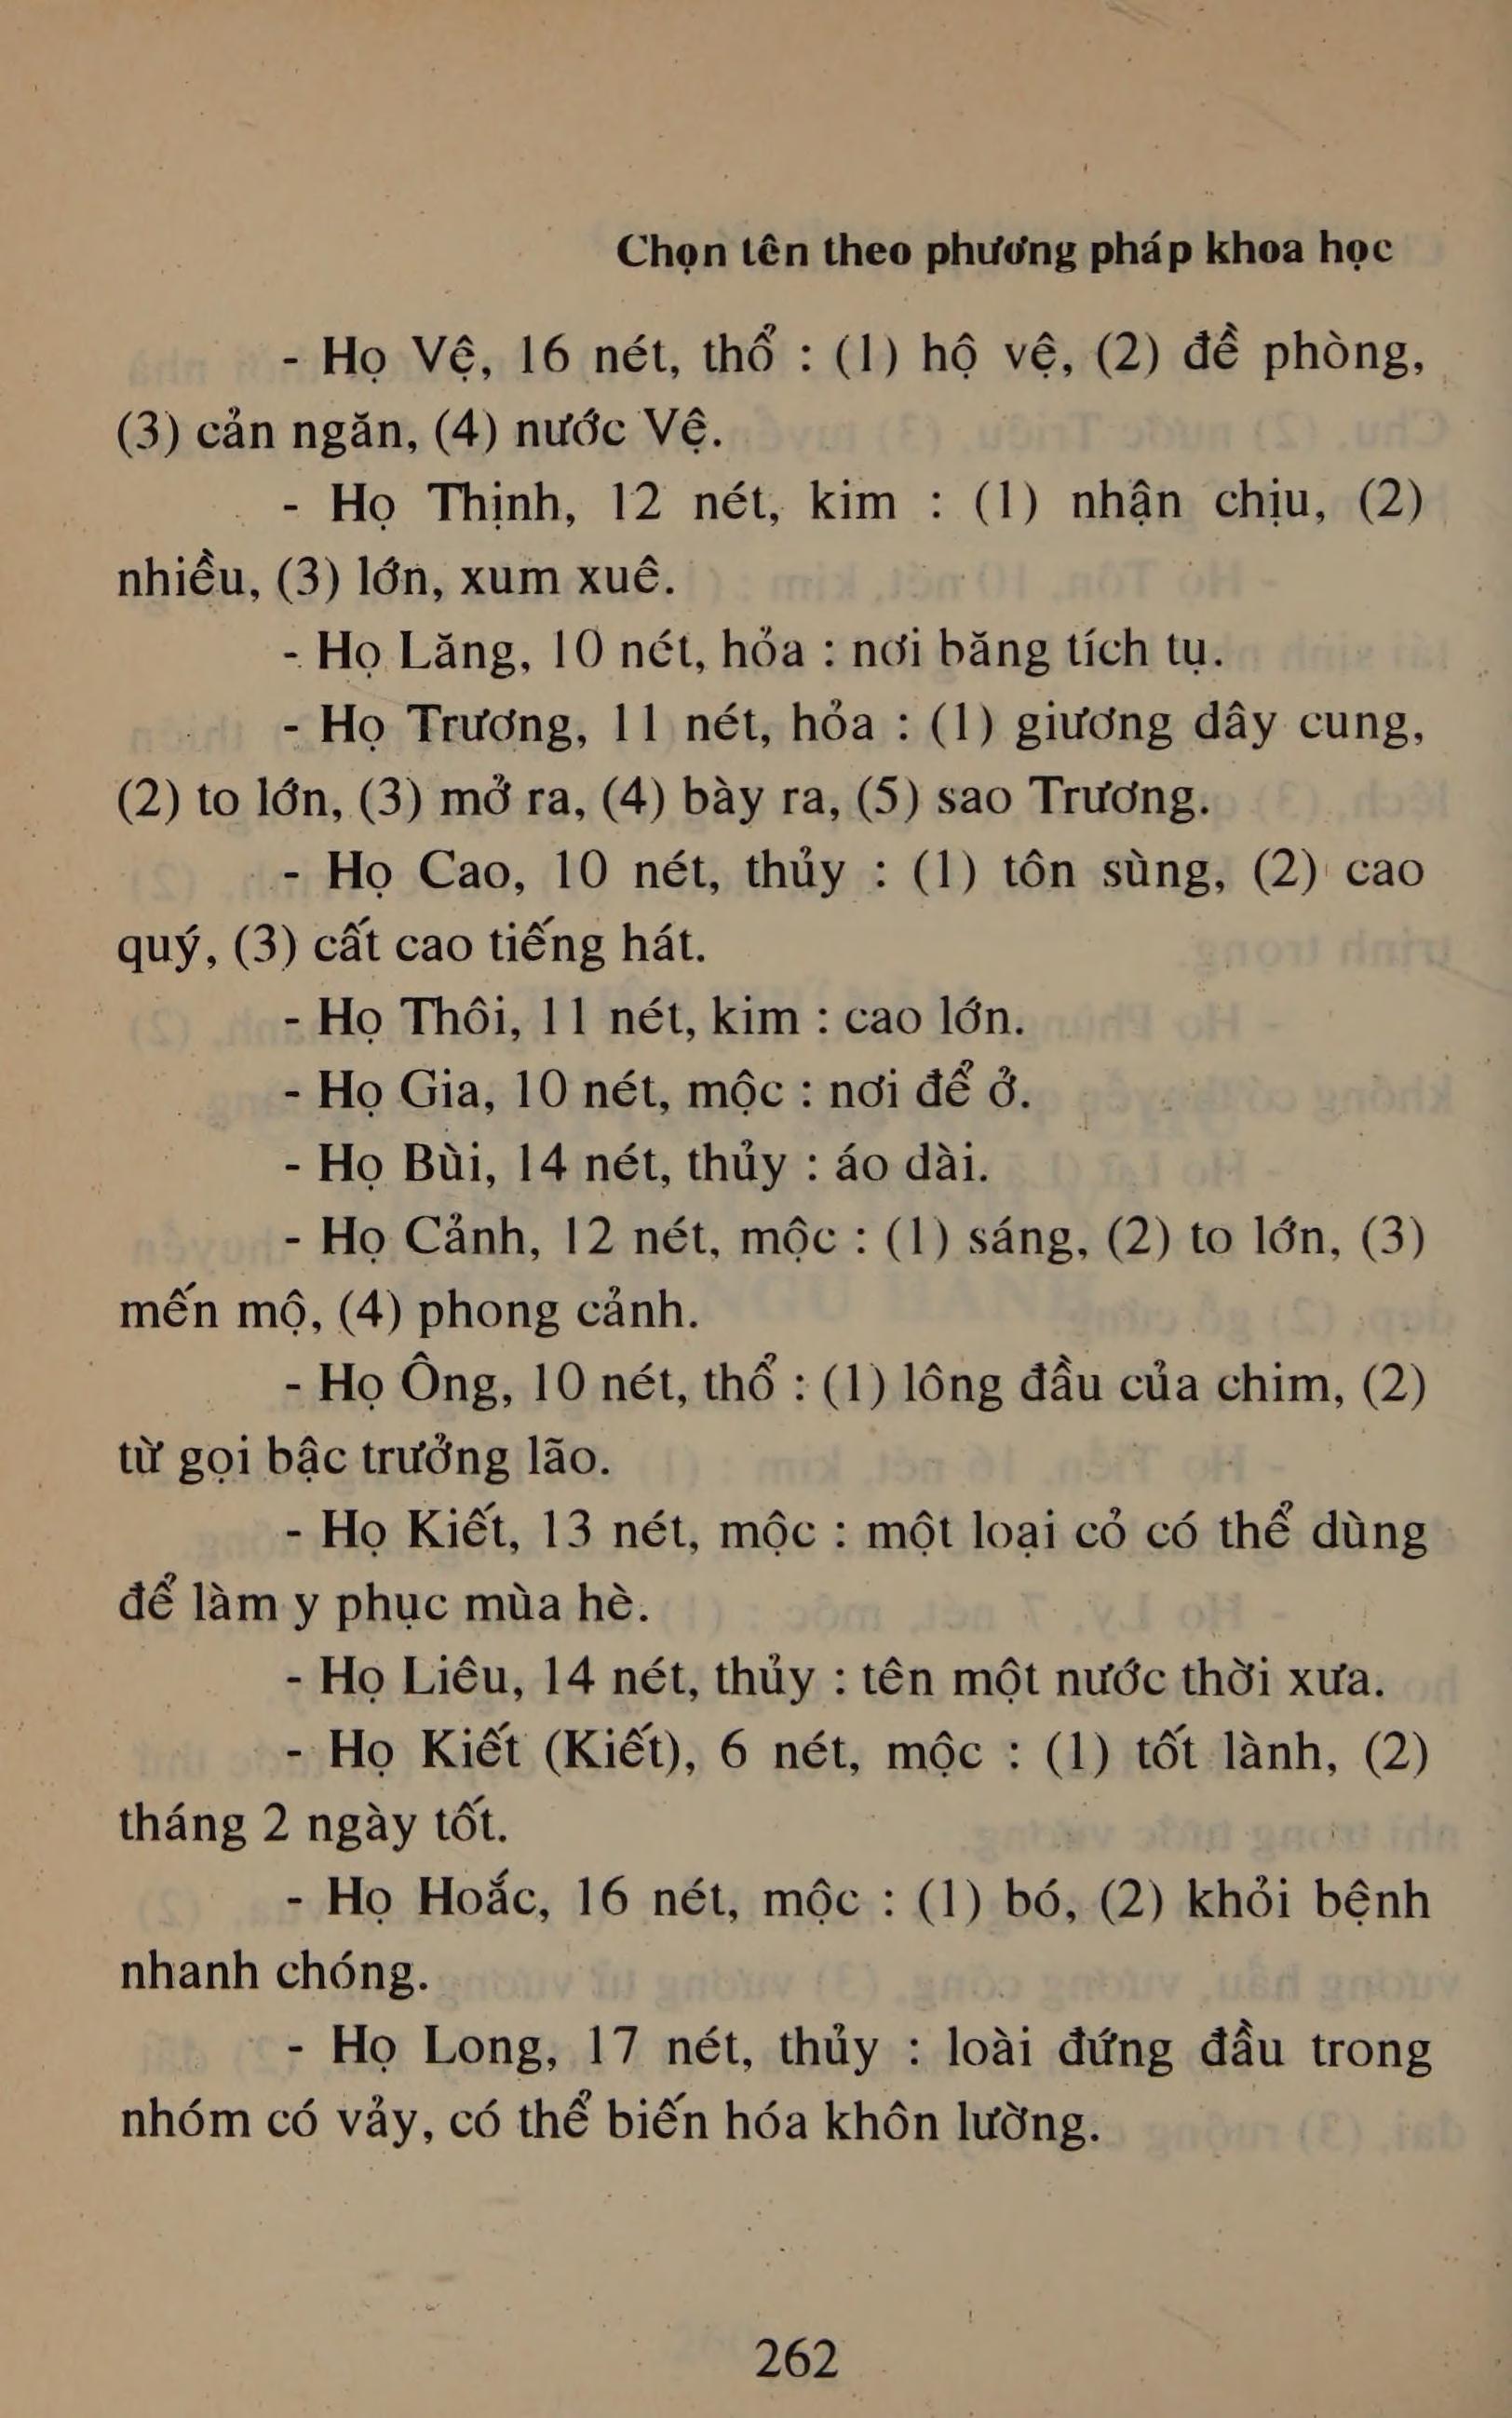 Chọn tên theo phương pháp khoa học
- Họ Vệ, 16 nét, thổ : (1) hộ vệ, (2) đề phòng,
(3) cản ngăn, (4) nước Vệ.
- Họ Thịnh, 12 nét, kim : (1) nhận chịu, (2)
nhiều, (3) lớn, xum xuê.
- Họ Lăng, 10 nét, hỏa : nơi băng tích tụ.
- Họ Trương, 11 nét, hỏa : (1) giương dây cung,
(2) to lớn, (3) mở ra, (4) bày ra, (5) sao Trương.
- Họ Cao, 10 nét, thủy : (1) tôn sùng, (2) cao
quý, (3) cất cao tiếng hát.
- Họ Thôi, 11 nét, kim : cao lớn.
- Họ Gia, 10 nét, mộc : nơi để ở.
- Họ Bùi, 14 nét, thủy : áo dài.
- Họ Cảnh, 12 nét, mộc : (1) sáng, (2) to lớn, (3)
mến mộ, (4) phong cảnh.
- Họ Ông, 10 nét, thổ : (1) lông đầu của chim, (2)
từ gọi bậc trưởng lão.
- Họ Kiết, 13 nét, mộc : một loại cỏ có thể dùng
để làm y phục mùa hè.
- Họ Liêu, 14 nét, thủy : tên một nước thời xưa.
- Họ Kiết (Kiết), 6 nét, mộc : (1) tốt lành, (2)
tháng 2 ngày tốt.
- Họ Hoắc, 16 nét, mộc : (1) bó, (2) khỏi bệnh
nhanh chóng.
- Họ Long, 17 nét, thủy : loài đứng đầu trong
nhóm có vảy, có thể biến hóa khôn lường.
262